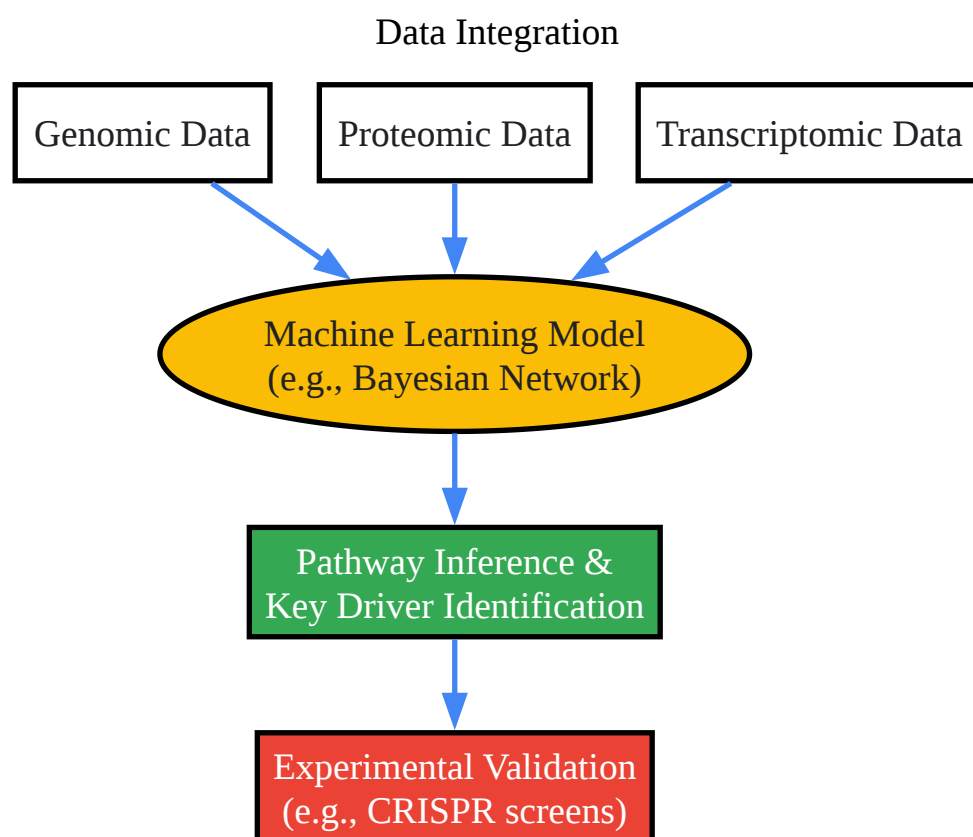 Data Integration
Genomic Data
Proteomic Data
Transcriptomic Data
Machine Learning Model
(e.g., Bayesian Network)
Pathway Inference &
Key Driver Identification
Experimental Validation
(e.g., CRISPR screens)